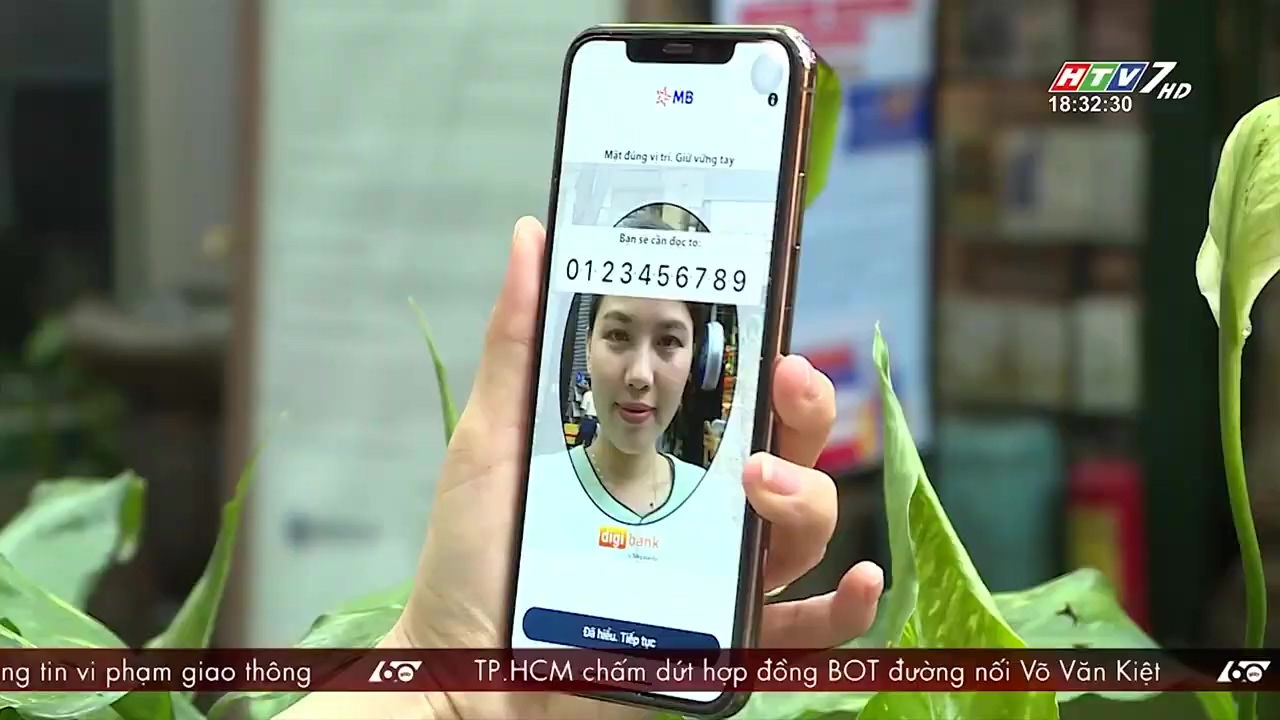 HTV7 HD
18:32:30
MB
Mặt đúng vị trí. Giữ vững tay
Bạn sẽ cần đọc to:
0123456789
digi bank
Đã hiểu. Tiếp tục
ng tin vi phạm giao thông
60 TP.HCM chấm dứt hợp đồng BOT đường nối Võ Văn Kiệt 60